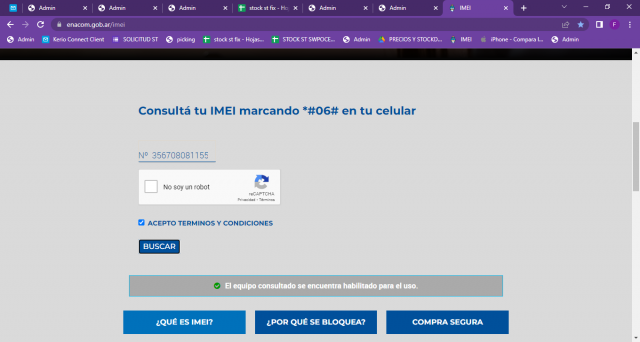 Admin
Admin
Admin
stock st fix - Hoj
Admin
Admin
IMEI
enacom.gob.ar/imei
F
Admin
Kerio Connect Client
SOLICITUD ST
picking
stock st fix - Hojas...
STOCK ST SWPOCE...
Admin
PRECIOS Y STOCKD...
IMEI
iPhone - Compara l...
Admin
Consultá tu IMEI marcando *#06# en tu celular
Nº 356708081155
No soy un robot
reCAPTCHA
Privacidad - Términos
ACEPTO TERMINOS Y CONDICIONES
BUSCAR
El equipo consultado se encuentra habilitado para el uso.
¿QUÉ ES IMEI?
¿POR QUÉ SE BLOQUEA?
COMPRA SEGURA